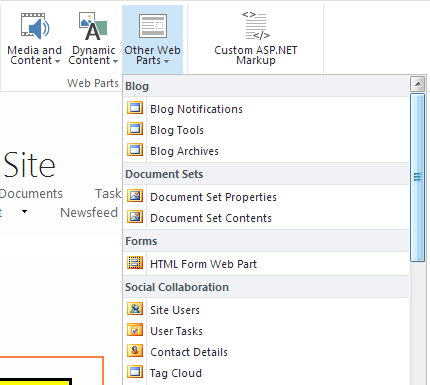 Media and Content
Dynamic Content
Other Web Parts
Custom ASP.NET Markup
Web Parts
Blog
Blog Notifications
Blog Tools
Blog Archives
Document Sets
Document Set Properties
Document Set Contents
Forms
HTML Form Web Part
Social Collaboration
Site Users
User Tasks
Contact Details
Tag Cloud
Site
Documents Task
t Newsfeed d